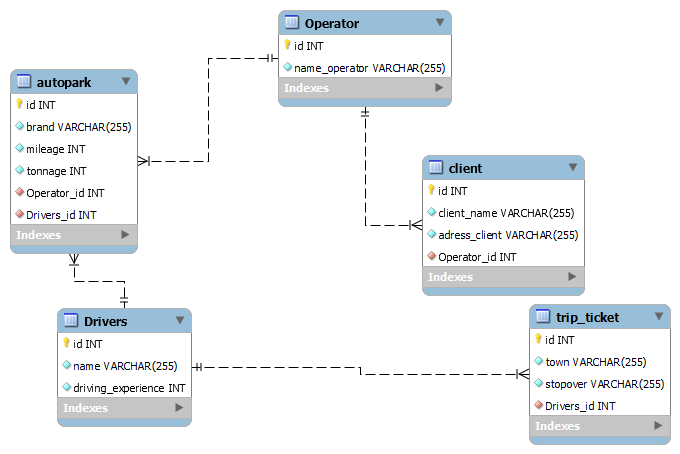 Operator
id INT
name_operator VARCHAR(255)
Indexes
autopark
id INT
brand VARCHAR(255)
mileage INT
tonnage INT
Operator_id INT
Drivers_id INT
Indexes
client
id INT
client_name VARCHAR(255)
adress_client VARCHAR(255)
Operator_id INT
Indexes
Drivers
id INT
name VARCHAR(255)
driving_experience INT
Indexes
trip_ticket
id INT
town VARCHAR(255)
stopover VARCHAR(255)
Drivers_id INT
Indexes